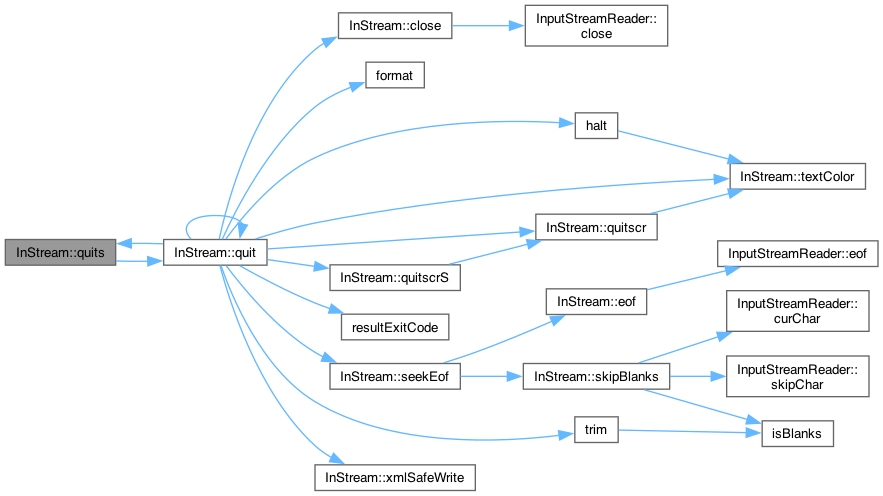 InStream::close
InputStreamReader::
close
format
halt
InStream::textColor
InStream::quitscr
InStream::quits
InStream::quit
InputStreamReader::eof
InStream::quitscrS
InStream::eof
InputStreamReader::
curChar
resultExitCode
InStream::seekEof
InStream::skipBlanks
InputStreamReader::
skipChar
trim
isBlanks
InStream::xmlSafeWrite